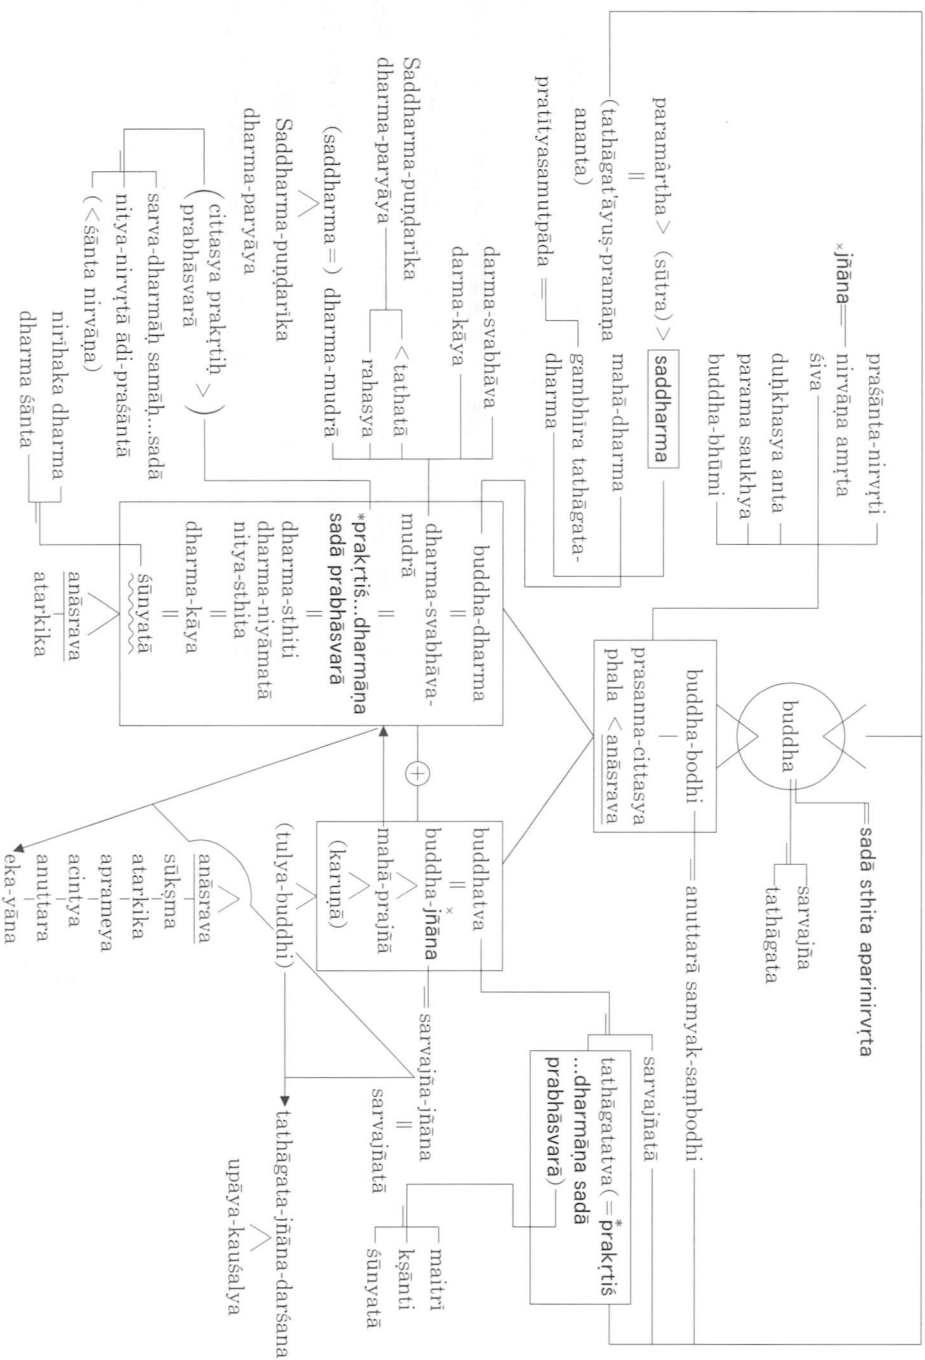 praśānta-nirvṛti
×jñāna══ nirvāṇa amṛta
śiva
duḥkhasya anta
parama saukhya
buddha-bhūmi
paramârtha > (sūtra) > saddharma
||
(tathāgat'āyuṣ-pramāṇa
ananta)
mahā-dharma
pratītyasamutpāda ══ gambhīra tathāgata-
dharma
darma-svabhāva
darma-kāya
Saddharma-puṇḍarīka
dharma-paryāya
< tathatā
rahasya
(saddharma=) dharma-mudrā
∨
Saddharma-puṇḍarīka
dharma-paryāya
(cittasya prakṛtiḥ
prabhāsvarā >)
sarva-dharmāḥ samāḥ...sadā
nitya-nirvṛtā ādi-praśāntā
(<śānta nirvāṇa)
nirīhaka dharma
dharma śānta
buddha
══sadā sthita aparinirvṛta
sarvajña
tathāgata
buddha-bodhi
prasanna-cittasya
phala <anāsrava
= anuttarā samyak-saṃbodhi
buddha-dharma
||
dharma-svabhāva-
mudrā
||
*prakṛtiś...dharmāṇa
sadā prabhāsvarā
||
dharma-sthiti
dharma-niyāmatā
nitya-sthita
||
dharma-kāya
||
śūnyatā
anāsrava
atarkika
+
buddhatva
||
buddha-jñāna×
mahā-prajñā
(karuṇā)
(tulya-buddhi)
anāsrava
sūkṣma
atarkika
aprameya
acintya
anuttara
eka-yāna
sarvajñatā
tathāgatatva(=*prakṛtiś
...dharmāṇa sadā
prabhāsvarā)
══sarvajña-jñāna
||
sarvajñatā
maitrī
kṣānti
śūnyatā
tathāgata-jñāna-darśana
∨
upāya-kauśalya